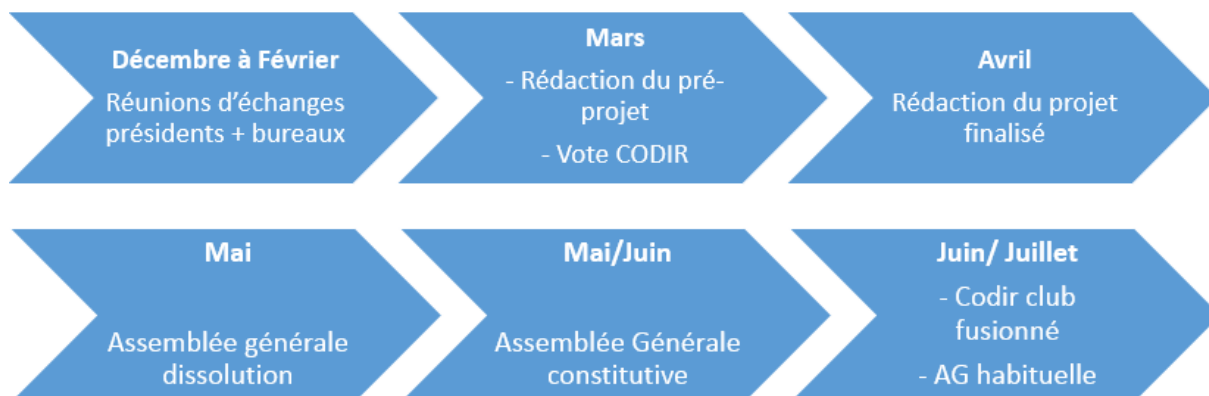 Décembre à Février
Réunions d'échanges
présidents + bureaux
Mars
- Rédaction du pré-
projet
- Vote CODIR
Avril
Rédaction du projet
finalisé
Mai
Assemblée générale
dissolution
Mai/Juin
Assemblée Générale
constitutive
Juin/ Juillet
- Codir club
fusionné
- AG habituelle